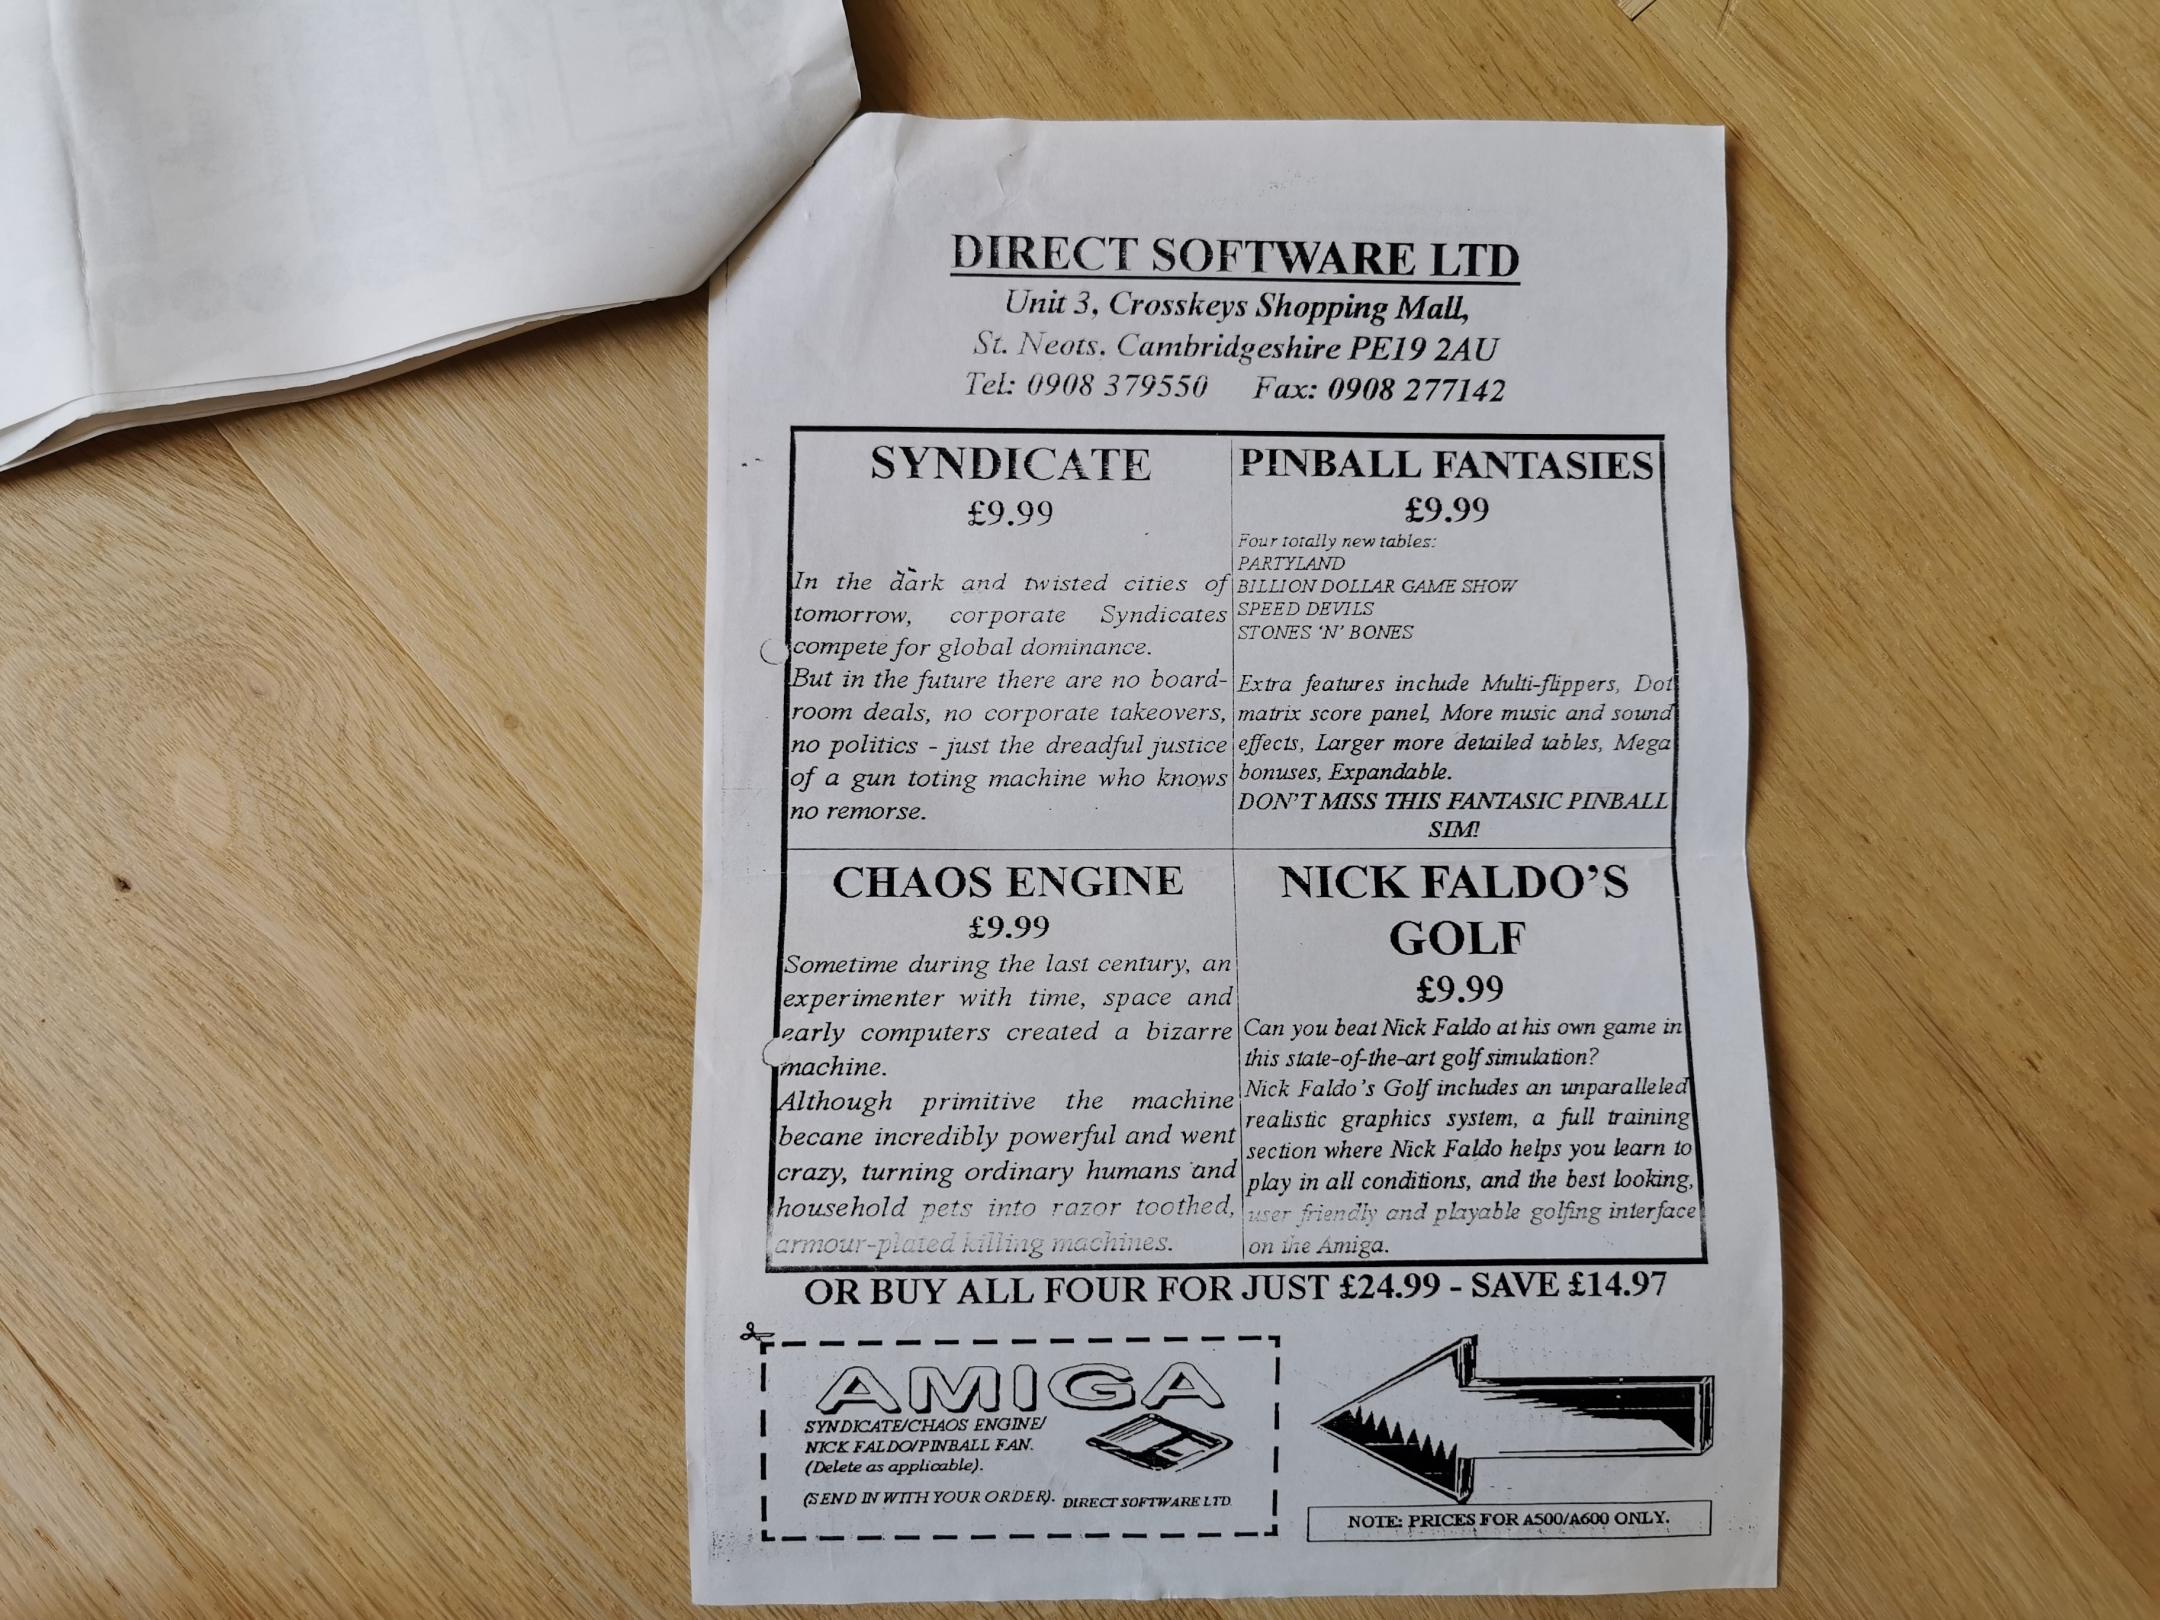 DIRECT SOFTWARE LTD
Unit 3, Crosskeys Shopping Mall,
St. Neots. Cambridgeshire PE19 2AU
Tel: 0908 379550 Fax: 0908 277142
SYNDICATE
£9.99
In the dark and twisted cities of
tomorrow, corporate Syndicates
compete for global dominance.
But in the future there are no board-
room deals, no corporate takeovers,
no politics - just the dreadful justice
of a gun toting machine who knows
no remorse.
PINBALL FANTASIES
£9.99
Four totally new tables:
PARTYLAND
BILLION DOLLAR GAME SHOW
SPEED DEVILS
STONES 'N' BONES
Extra features include Multi-flippers, Dot
matrix score panel, More music and sound
effects, Larger more detailed tables, Mega
bonuses, Expandable.
DON'T MISS THIS FANTASIC PINBALL
SIM!
CHAOS ENGINE
£9.99
Sometime during the last century, an
experimenter with time, space and
early computers created a bizarre
machine.
Although primitive the machine
becane incredibly powerful and went
crazy, turning ordinary humans and
household pets into razor toothed,
armour-plated killing machines.
NICK FALDO'S
GOLF
£9.99
Can you beat Nick Faldo at his own game in
this state-of-the-art golf simulation?
Nick Faldo's Golf includes an unparalleled
realistic graphics system, a full training
section where Nick Faldo helps you learn to
play in all conditions, and the best looking,
user friendly and playable golfing interface
on the Amiga.
OR BUY ALL FOUR FOR JUST £24.99 - SAVE £14.97
AMIGA
SYNDICATE/CHAOS ENGINE/
NICK FALDO/PINBALL FAN.
(Delete as applicable).
(SEND IN WITH YOUR ORDER). DIRECT SOFTWARE LTD
NOTE: PRICES FOR A500/A600 ONLY.